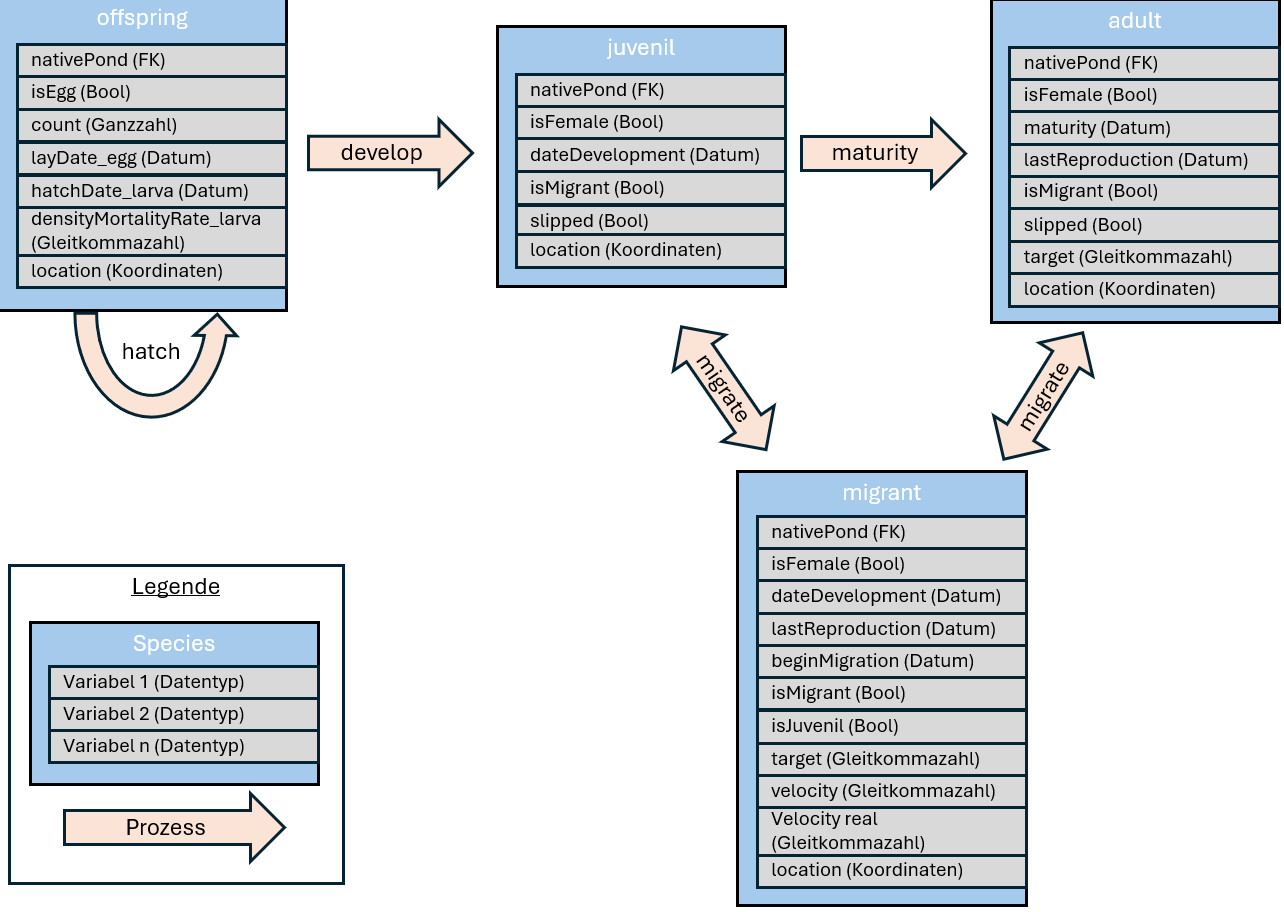 offspring
nativePond (FK)
isEgg (Bool)
count (Ganzzahl)
layDate_egg (Datum)
hatchDate_larva (Datum)
densityMortalityRate_larva
(Gleitkommazahl)
location (Koordinaten)
hatch
develop
juvenil
nativePond (FK)
isFemale (Bool)
dateDevelopment (Datum)
isMigrant (Bool)
slipped (Bool)
location (Koordinaten)
maturity
adult
nativePond (FK)
isFemale (Bool)
maturity (Datum)
lastReproduction (Datum)
isMigrant (Bool)
slipped (Bool)
target (Gleitkommazahl)
location (Koordinaten)
migrate
migrate
migrant
nativePond (FK)
isFemale (Bool)
dateDevelopment (Datum)
lastReproduction (Datum)
beginMigration (Datum)
isMigrant (Bool)
isJuvenil (Bool)
target (Gleitkommazahl)
velocity (Gleitkommazahl)
Velocity real
(Gleitkommazahl)
location (Koordinaten)
Legende
Species
Variabel 1 (Datentyp)
Variabel 2 (Datentyp)
Variabel n (Datentyp)
Prozess